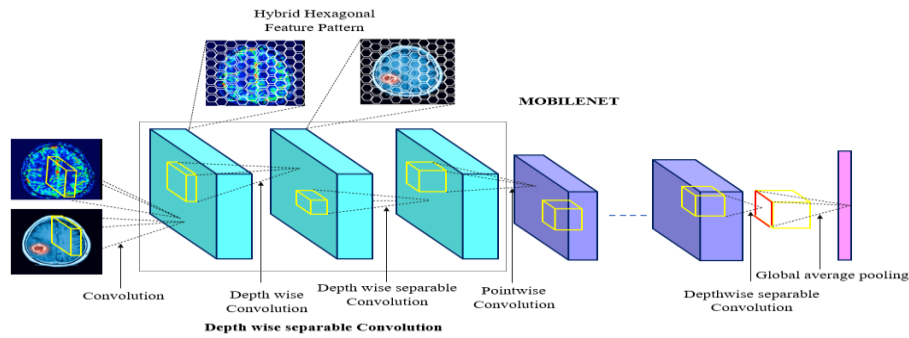 Hybrid Hexagonal
Feature Pattern
MOBILENET
Convolution
Depth wise
Convolution
Depth wise separable
Convolution
Pointwise
Convolution
Global average pooling
Depthwise separable
Convolution
Depth wise separable Convolution